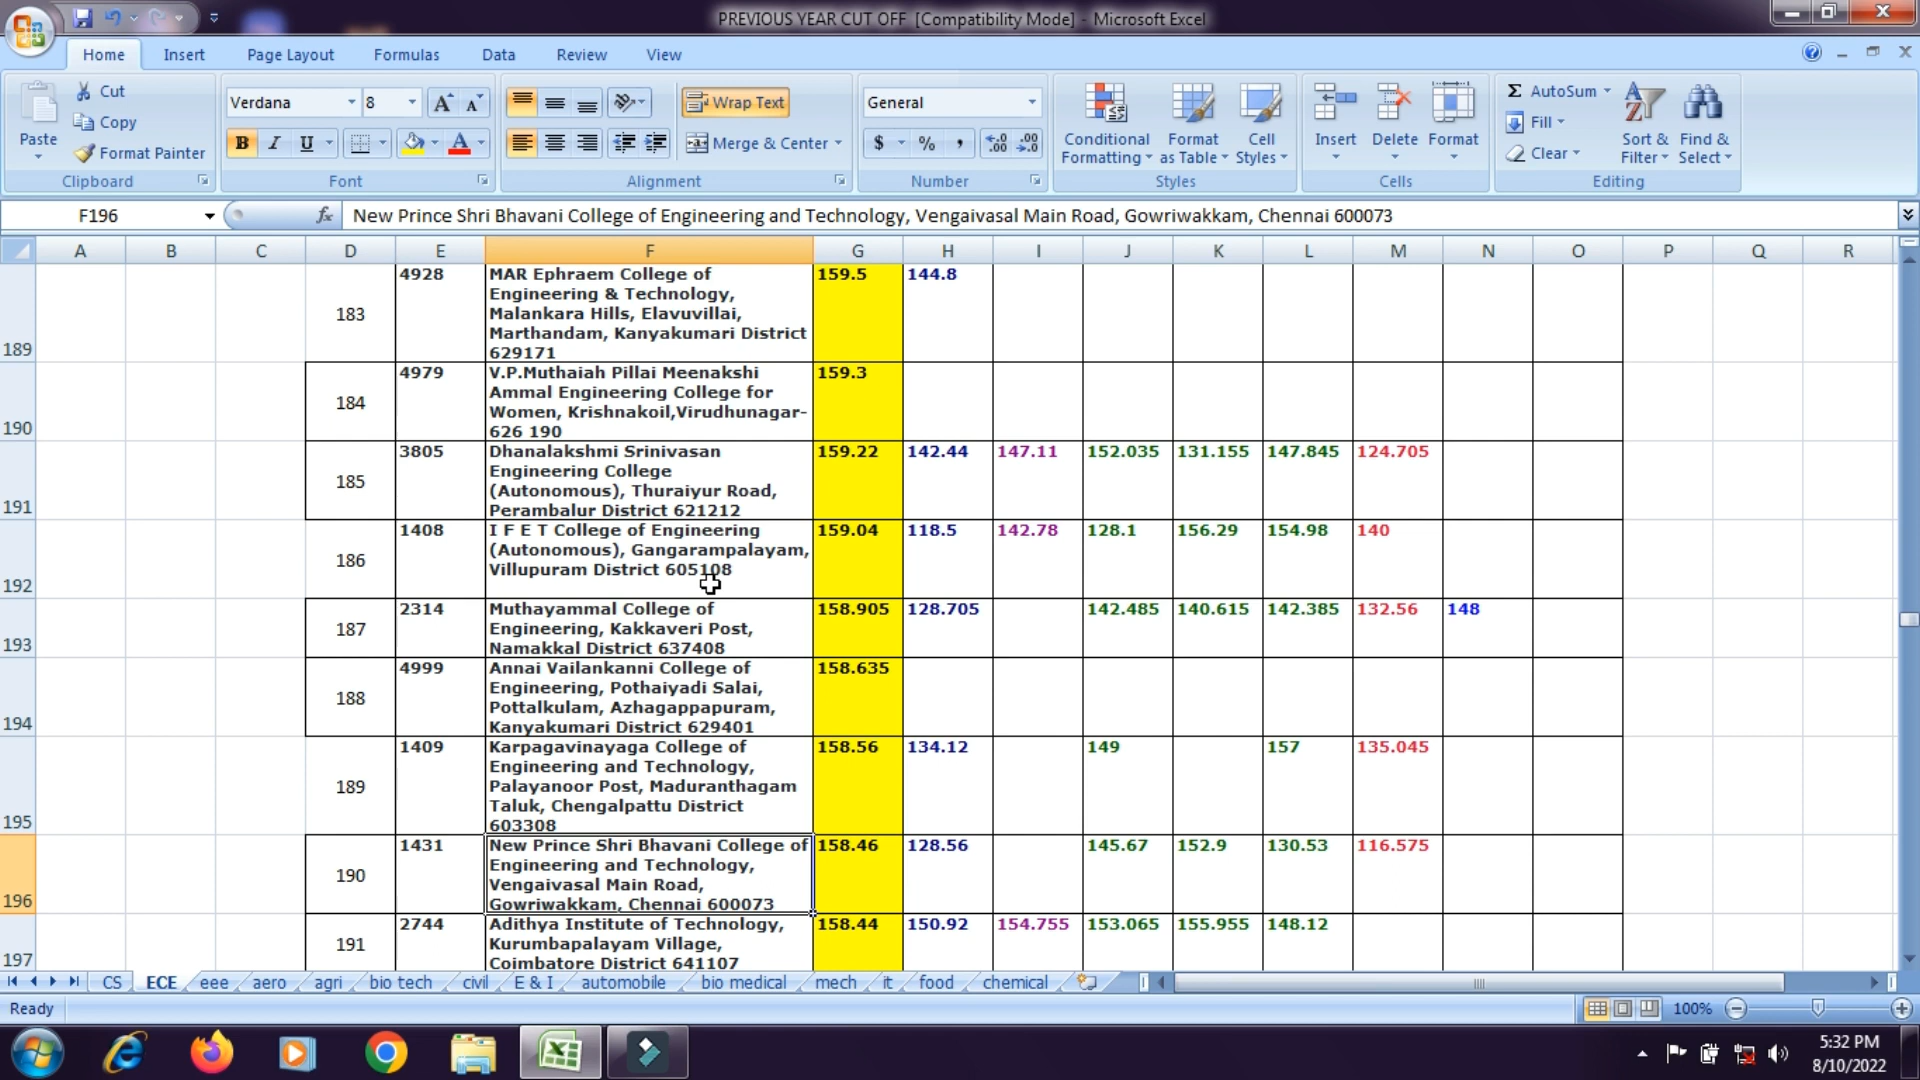 PREVIOUS YEAR CUT OFF [Compatibility Mode] - Microsoft Excel
Home Insert Page Layout Formulas Data Review View
Paste
Cut
Copy
Format Painter
Clipboard
Verdana 8
B I U
Font
Wrap Text
Merge & Center
Alignment
General
$ % ,
Number
Conditional Formatting
Format as Table
Cell Styles
Styles
Insert Delete Format
Cells
AutoSum
Fill
Clear
Sort & Filter
Find & Select
Editing
F196 fx New Prince Shri Bhavani College of Engineering and Technology, Vengaivasal Main Road, Gowriwakkam, Chennai 600073
A B C D E F G H I J K L M N O P Q R
189 183 4928 MAR Ephraem College of 159.5 144.8
Engineering & Technology,
Malankara Hills, Elavuvillai,
Marthandam, Kanyakumari District
629171
190 184 4979 V.P.Muthaiah Pillai Meenakshi 159.3
Ammal Engineering College for
Women, Krishnakoil,Virudhunagar-
626 190
191 185 3805 Dhanalakshmi Srinivasan 159.22 142.44 147.11 152.035 131.155 147.845 124.705
Engineering College
(Autonomous), Thuraiyur Road,
Perambalur District 621212
192 186 1408 I F E T College of Engineering 159.04 118.5 142.78 128.1 156.29 154.98 140
(Autonomous), Gangarampalayam,
Villupuram District 605108
193 187 2314 Muthayammal College of 158.905 128.705 142.485 140.615 142.385 132.56 148
Engineering, Kakkaveri Post,
Namakkal District 637408
194 188 4999 Annai Vailankanni College of 158.635
Engineering, Pothaiyadi Salai,
Pottalkulam, Azhagappapuram,
Kanyakumari District 629401
195 189 1409 Karpagavinayaga College of 158.56 134.12 149 157 135.045
Engineering and Technology,
Palayanoor Post, Maduranthagam
Taluk, Chengalpattu District
603308
196 190 1431 New Prince Shri Bhavani College of 158.46 128.56 145.67 152.9 130.53 116.575
Engineering and Technology,
Vengaivasal Main Road,
Gowriwakkam, Chennai 600073
197 191 2744 Adithya Institute of Technology, 158.44 150.92 154.755 153.065 155.955 148.12
Kurumbapalayam Village,
Coimbatore District 641107
CS ECE eee aero agri bio tech civil E & I automobile bio medical mech it food chemical
Ready 100%
5:32 PM
8/10/2022